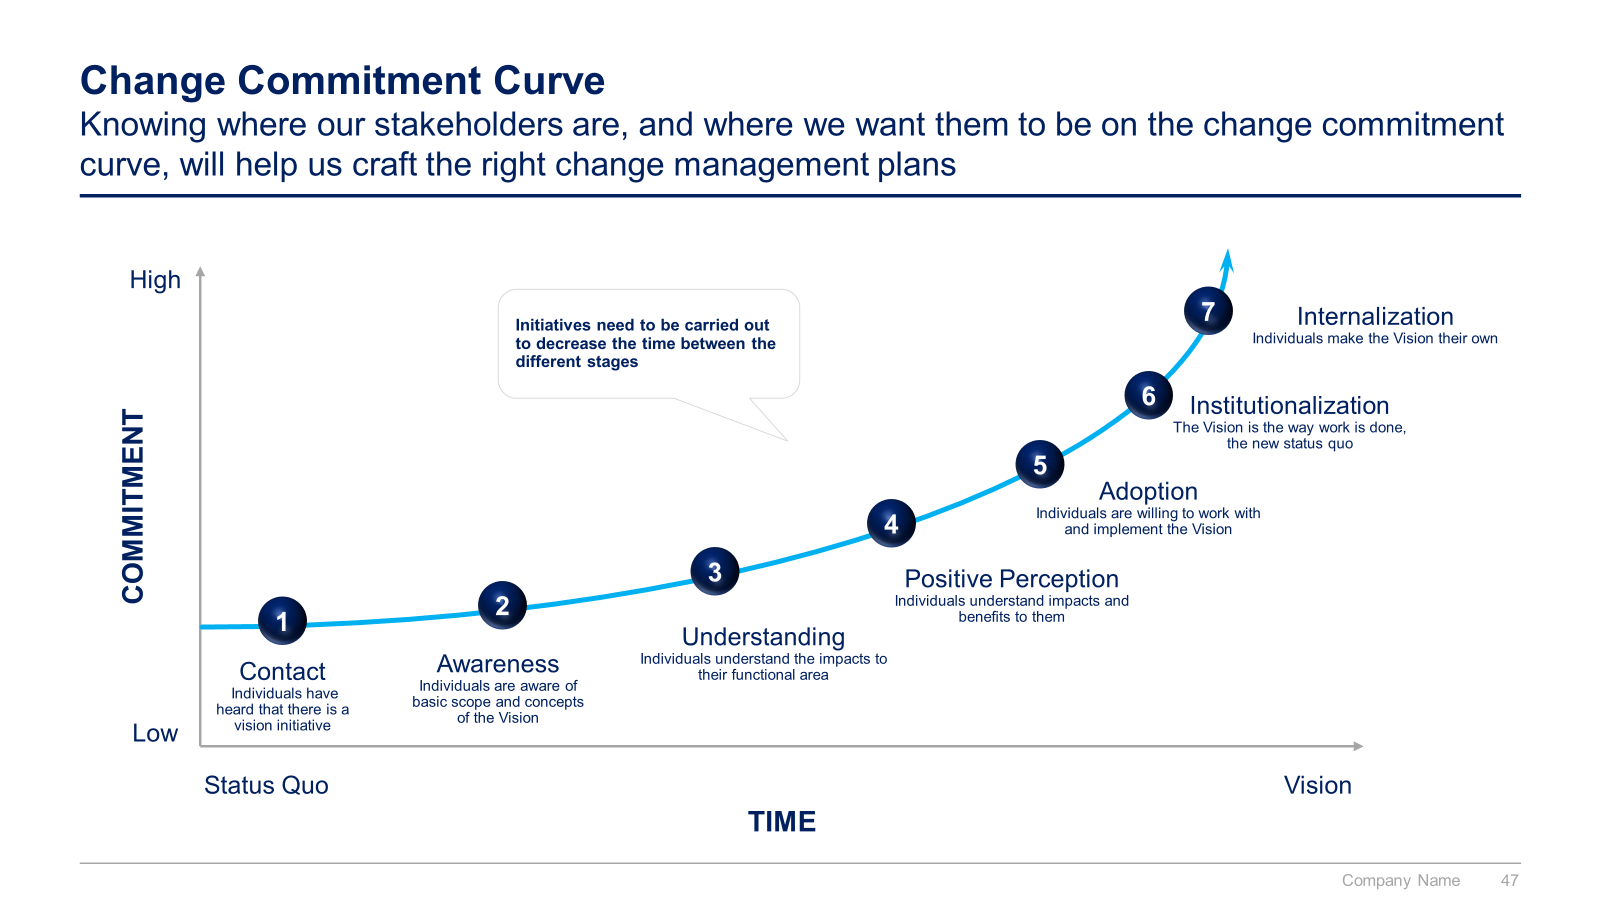 Change Commitment Curve
Knowing where our stakeholders are, and where we want them to be on the change commitment
curve, will help us craft the right change management plans
High
COMMITMENT
Low
Initiatives need to be carried out
to decrease the time between the
different stages
1
Contact
Individuals have
heard that there is a
vision initiative
2
Awareness
Individuals are aware of
basic scope and concepts
of the Vision
3
Understanding
Individuals understand the impacts to
their functional area
4
Positive Perception
Individuals understand impacts and
benefits to them
5
Adoption
Individuals are willing to work with
and implement the Vision
6
Institutionalization
The Vision is the way work is done,
the new status quo
7
Internalization
Individuals make the Vision their own
Status Quo
Vision
TIME
Company Name
47